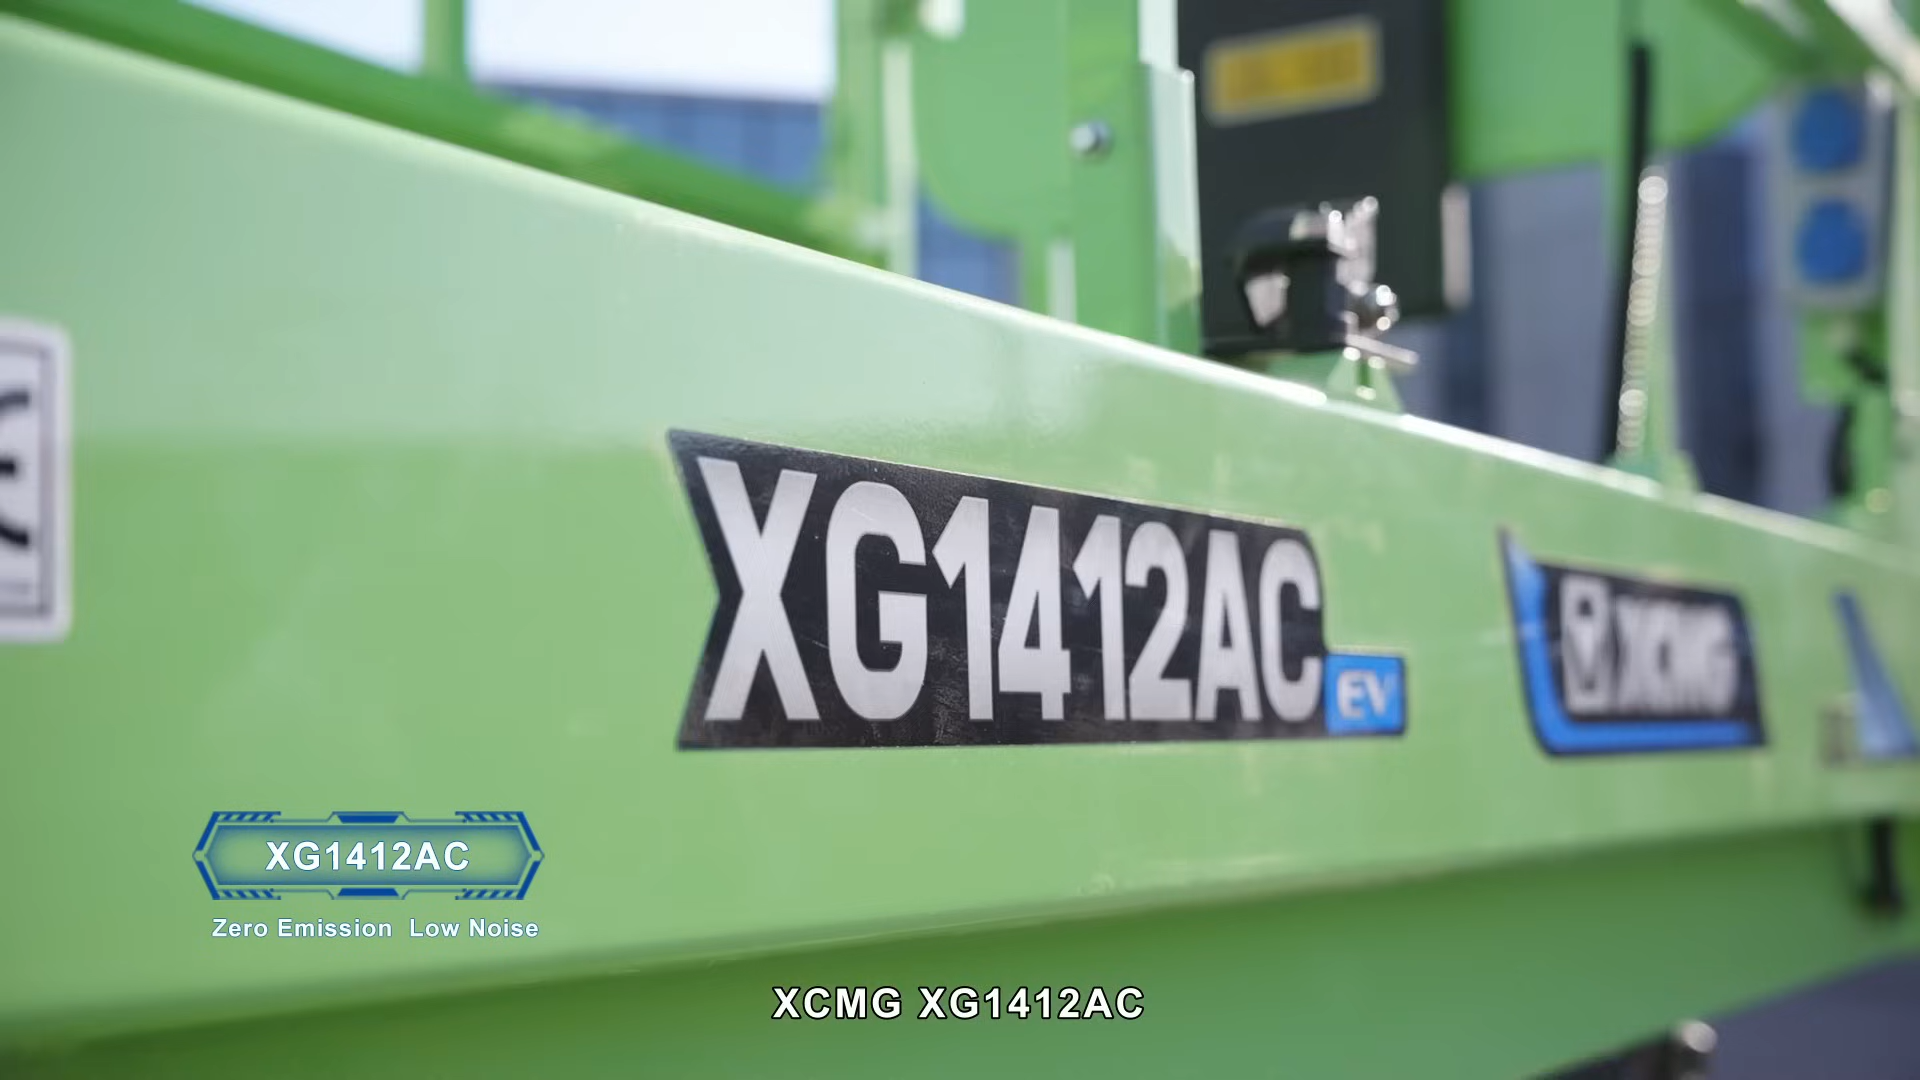 XG1412AC
EV
XCMG
XG1412AC
Zero Emission  Low Noise
XCMG XG1412AC